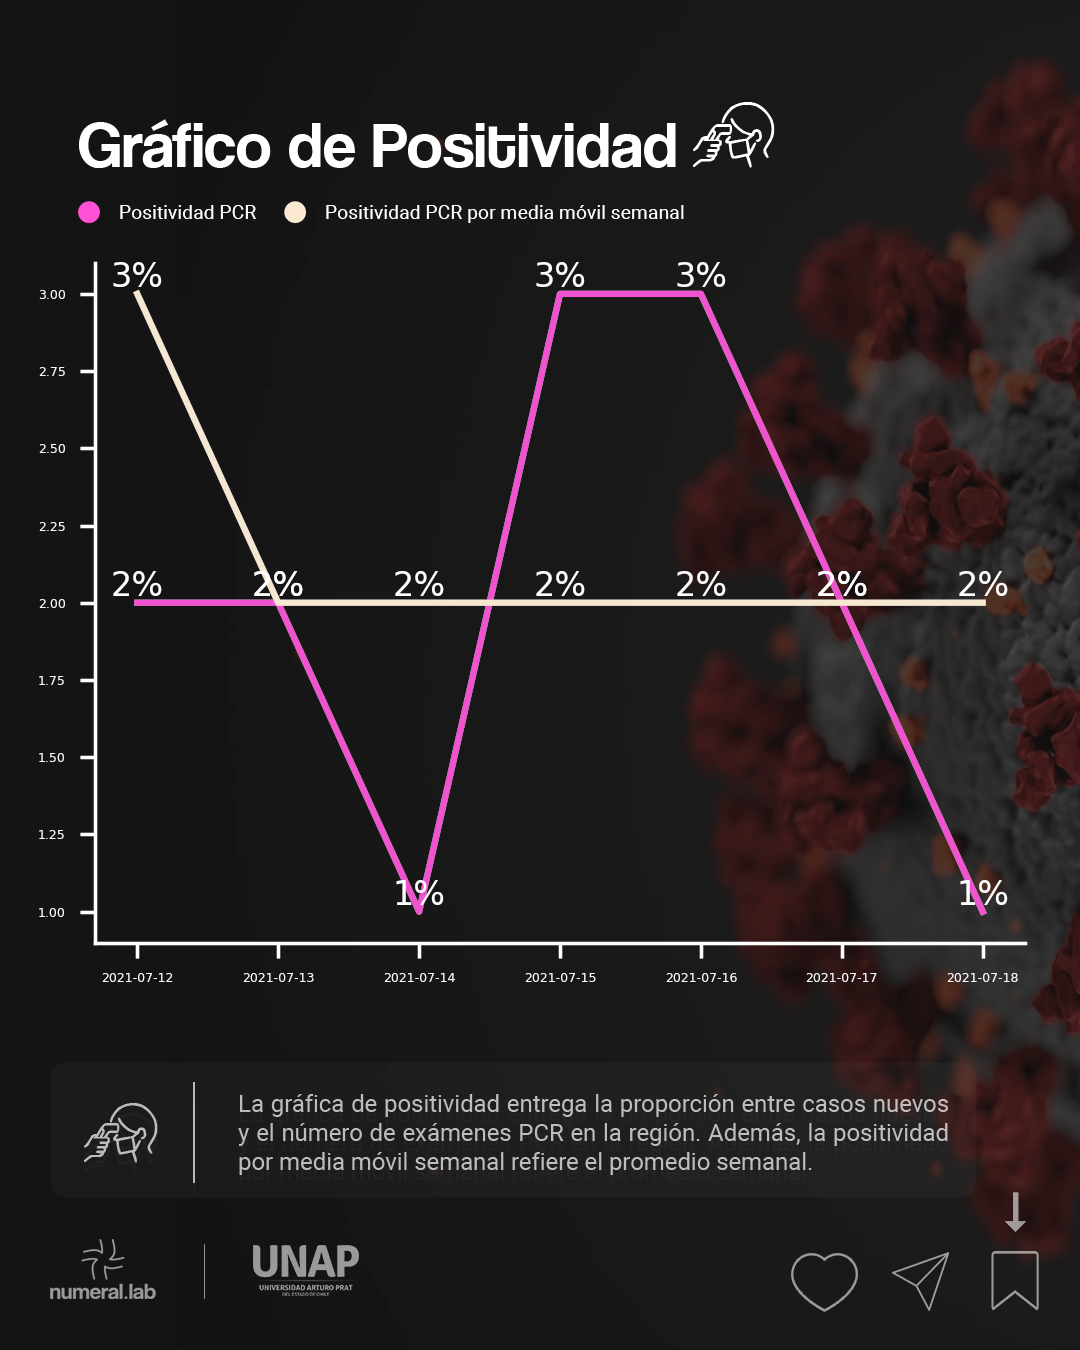 Gráfico de Positividad
Positividad PCR
Positividad PCR por media móvil semanal
3% 3% 3%
3.00
2.75
2.50
2.25
2% 2% 2% 2% 2% 2% 2%
2.00
1.75
1.50
1.25
1% 1%
1.00
2021-07-12 2021-07-13 2021-07-14 2021-07-15 2021-07-16 2021-07-17 2021-07-18
La gráfica de positividad entrega la proporción entre casos nuevos
y el número de exámenes PCR en la región. Además, la positividad
por media móvil semanal refiere el promedio semanal.
numeral.lab
UNAP
UNIVERSIDAD ARTURO PRAT
DEL ESTADO DE CHILE